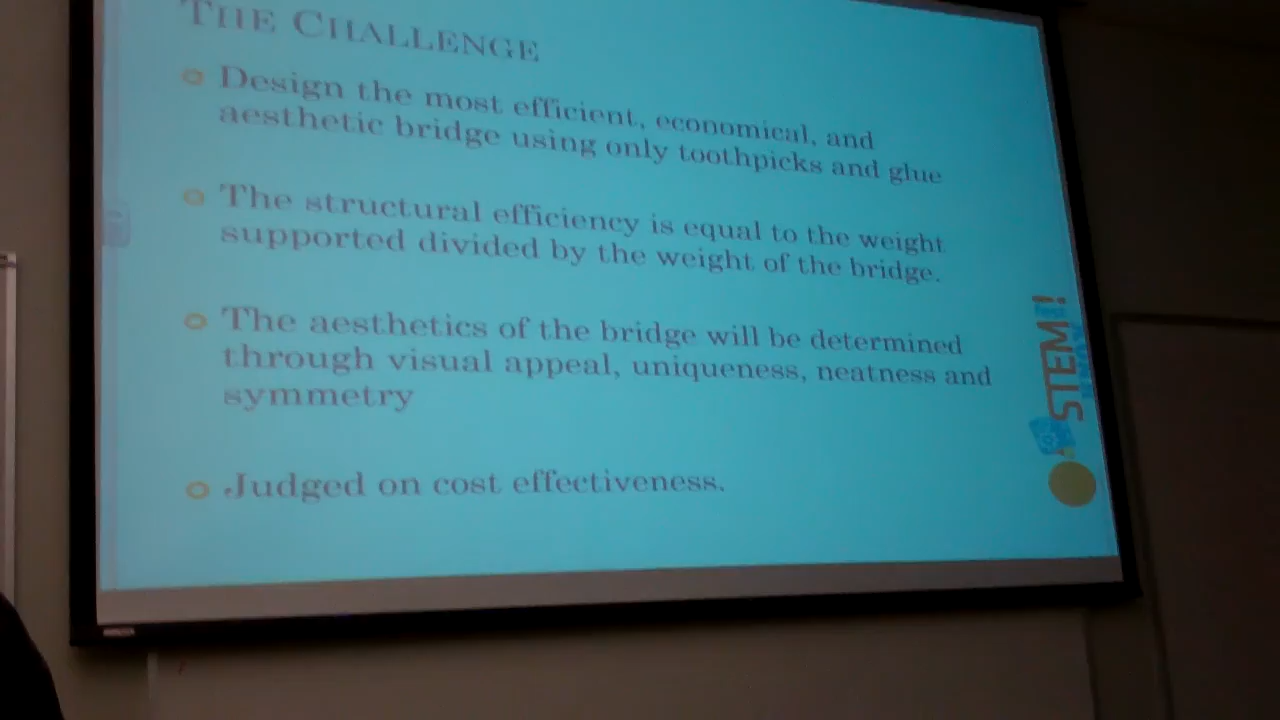 THE CHALLENGE
Design the most efficient, economical, and
aesthetic bridge using only toothpicks and glue
The structural efficiency is equal to the weight
supported divided by the weight of the bridge.
The aesthetics of the bridge will be determined
through visual appeal, uniqueness, neatness and
symmetry
Judged on cost effectiveness.
STEM